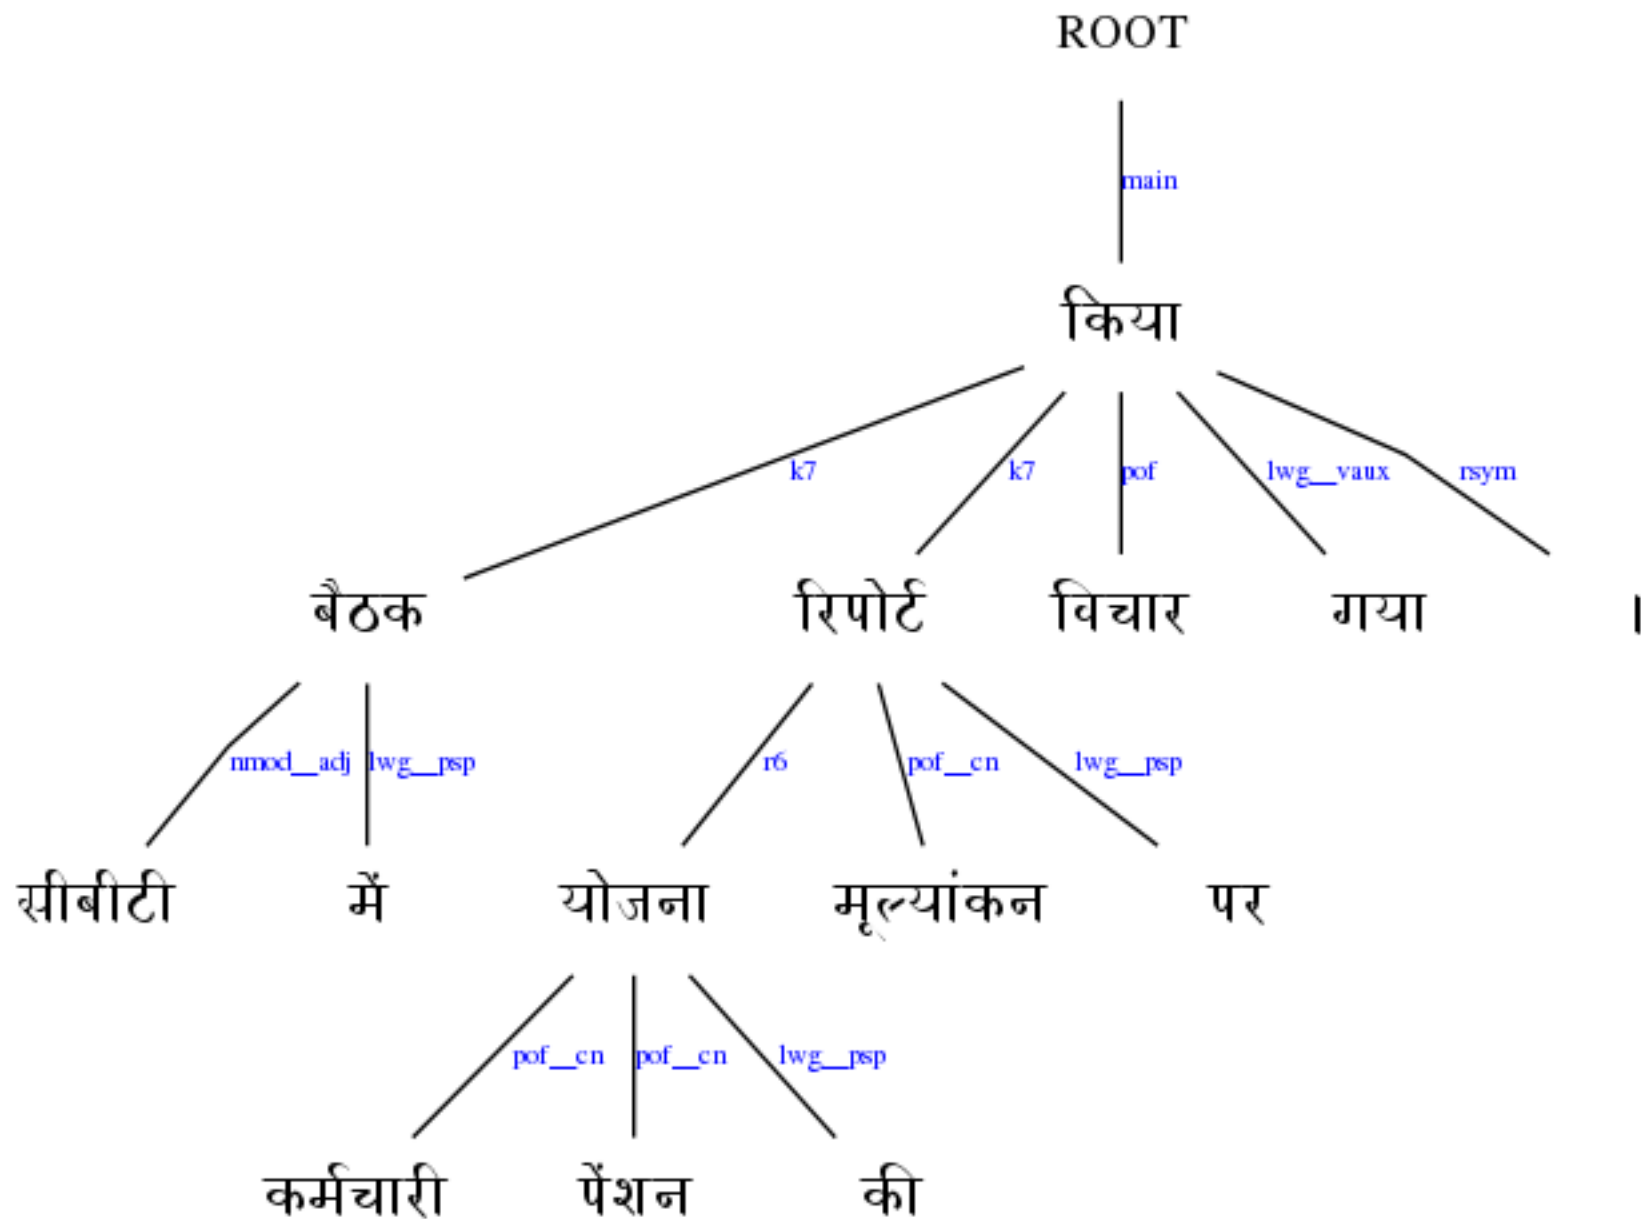 ROOT
main
किया
k7 k7 pof lwg__vaux rsym
बैठक रिपोर्ट विचार गया ।
nmod__adj lwg__psp r6 pof__cn lwg__psp
सीबीटी में योजना मूल्यांकन पर
pof__cn pof__cn lwg__psp
कर्मचारी पेंशन की